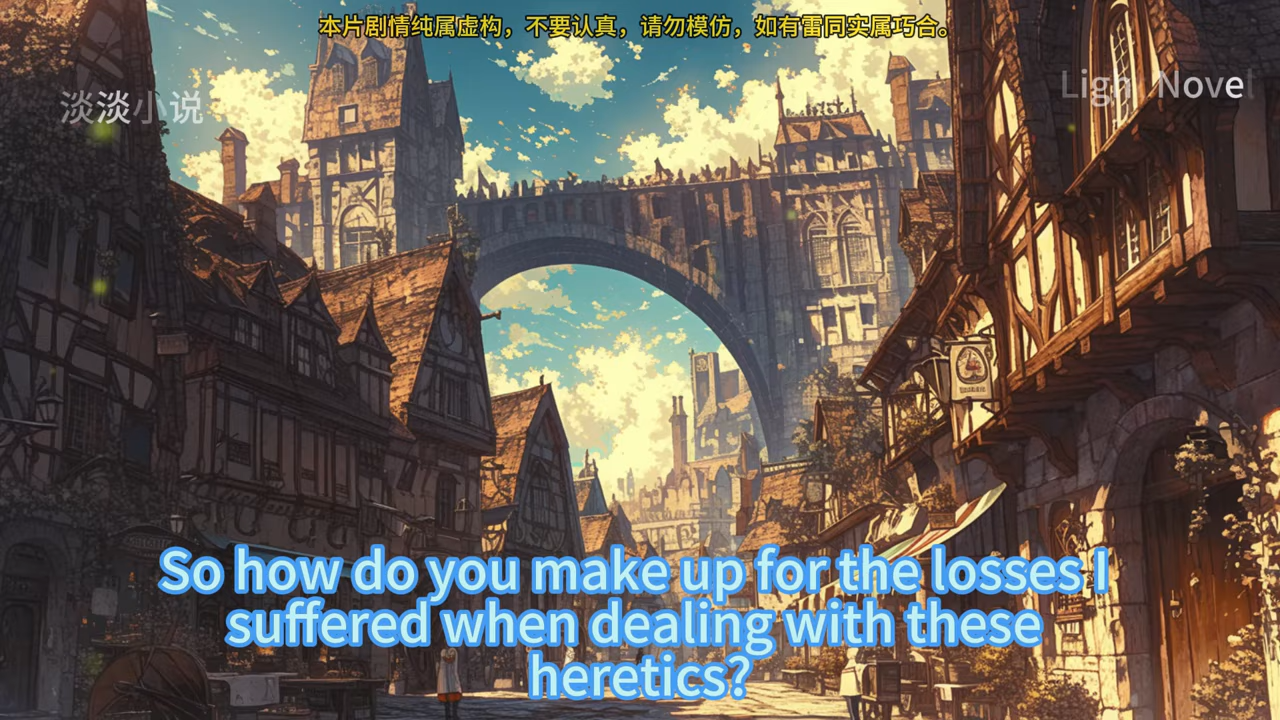 本片剧情纯属虚构，不要认真，请勿模仿，如有雷同实属巧合。
淡淡小说
Light Novel
So how do you make up for the losses I
suffered when dealing with these
heretics?